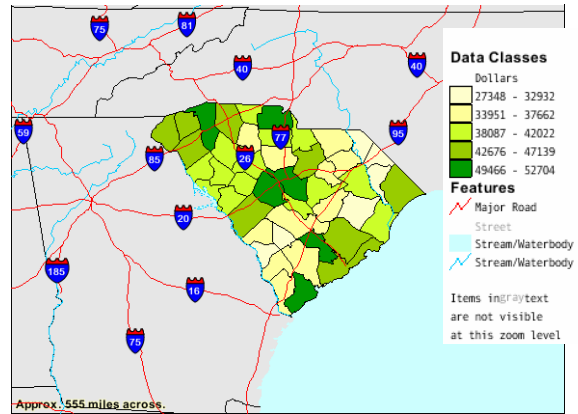 75
81
40
40
Data Classes
Dollars
27348 - 32932
33951 - 37662
38087 - 42022
42676 - 47139
49466 - 52704
Features
Major Road
Street
Stream/Waterbody
Stream/Waterbody
Items in gray text
are not visible
at this zoom level
59
85
26
77
95
20
185
16
75
Approx. 555 miles across.